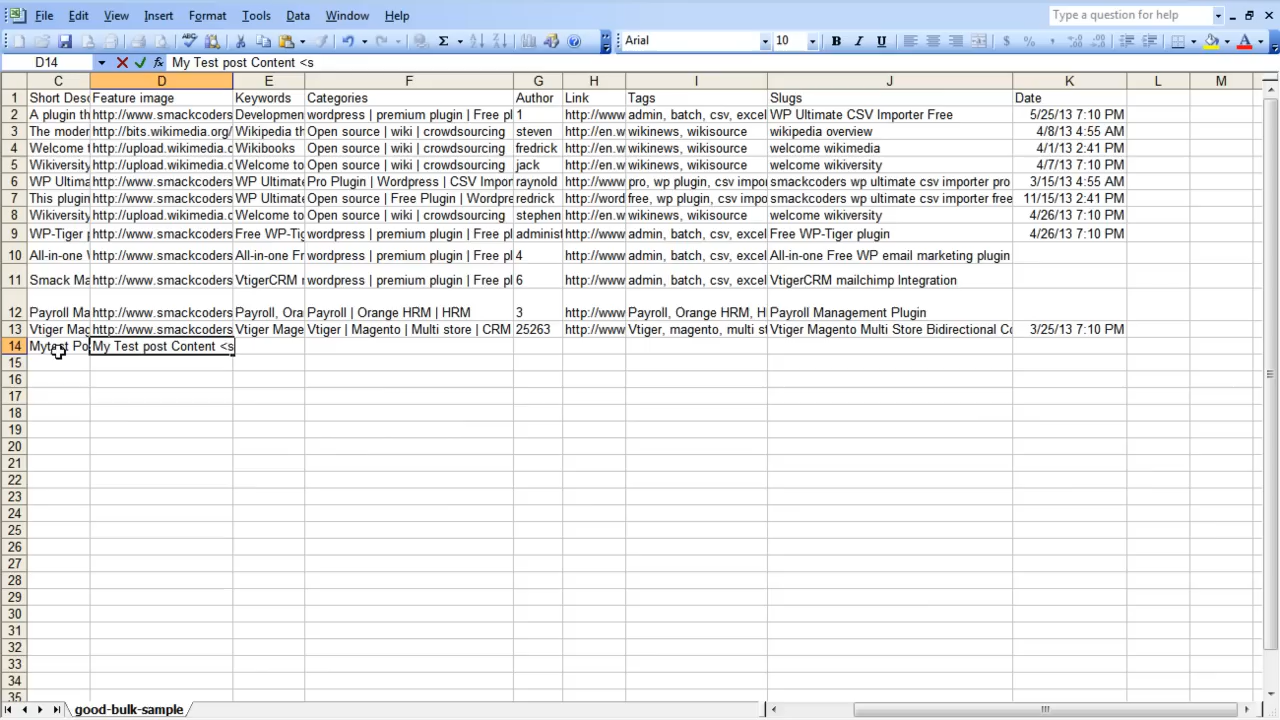 File Edit View Insert Format Tools Data Window Help Type a question for help
Arial 10 B I U $ %
D14 My Test post Content <s
C D E F G H I J K L M
1 Short Desc Feature image Keywords Categories Author Link Tags Slugs Date
2 A plugin th http://www.smackcoders Developmen wordpress | premium plugin | Free pl 1 http://www admin, batch, csv, excel WP Ultimate CSV Importer Free 5/25/13 7:10 PM
3 The moder http://bits.wikimedia.org/ Wikipedia th Open source | wiki | crowdsourcing steven http://en.w wikinews, wikisource wikipedia overview 4/8/13 4:55 AM
4 Welcome t http://upload.wikimedia.o Wikibooks Open source | wiki | crowdsourcing fredrick http://en.w wikinews, wikisource welcome wikimedia 4/1/13 2:41 PM
5 Wikiversity http://upload.wikimedia.o Welcome to Open source | wiki | crowdsourcing jack http://en.w wikinews, wikisource welcome wikiversity 4/7/13 7:10 PM
6 WP Ultima http://www.smackcoders WP Ultimate Pro Plugin | Wordpress | CSV Impor raynold http://www pro, wp plugin, csv impo smackcoders wp ultimate csv importer pro 3/15/13 4:55 AM
7 This plugin http://www.smackcoders WP Ultimate Open source | Free Plugin | Wordpre redrick http://word free, wp plugin, csv impo smackcoders wp ultimate csv importer free 11/15/13 2:41 PM
8 Wikiversity http://upload.wikimedia.o Welcome to Open source | wiki | crowdsourcing stephen http://en.w wikinews, wikisource welcome wikiversity 4/26/13 7:10 PM
9 WP-Tiger p http://www.smackcoders Free WP-Tig wordpress | premium plugin | Free pl administ http://www admin, batch, csv, excel Free WP-Tiger plugin 4/26/13 7:10 PM
10 All-in-one W http://www.smackcoders All-in-one Fr wordpress | premium plugin | Free pl 4 http://www admin, batch, csv, excel All-in-one Free WP email marketing plugin
11 Smack Ma http://www.smackcoders VtigerCRM r wordpress | premium plugin | Free pl 6 http://www admin, batch, csv, excel VtigerCRM mailchimp Integration
12 Payroll Ma http://www.smackcoders Payroll, Oran Payroll | Orange HRM | HRM 3 http://www Payroll, Orange HRM, H Payroll Management Plugin
13 Vtiger Mag http://www.smackcoders Vtiger Mage Vtiger | Magento | Multi store | CRM 25263 http://www Vtiger, magento, multi st Vtiger Magento Multi Store Bidirectional Co 3/25/13 7:10 PM
14 Mytest Po My Test post Content <s
15
16
17
18
19
20
21
22
23
24
25
26
27
28
29
30
31
32
33
34
35
good-bulk-sample